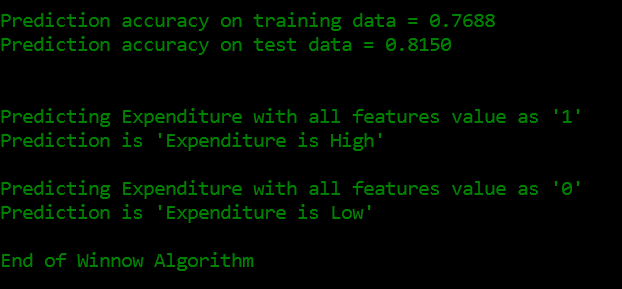 Prediction accuracy on training data = 0.7688
Prediction accuracy on test data = 0.8150
Predicting Expenditure with all features value as '1'
Prediction is 'Expenditure is High'
Predicting Expenditure with all features value as '0'
Prediction is 'Expenditure is Low'
End of Winnow Algorithm